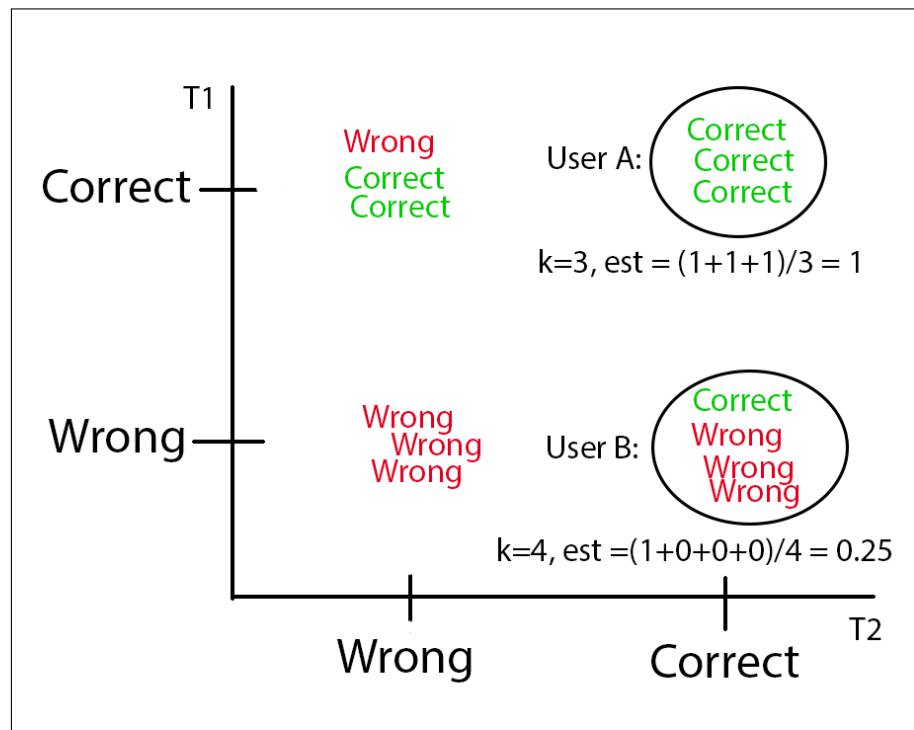 T1
Correct
Wrong
Correct
Correct
User A:
Correct
Correct
Correct
k=3, est = (1+1+1)/3 = 1
Wrong
Wrong
Wrong
Wrong
User B:
Correct
Wrong
Wrong
Wrong
k=4, est =(1+0+0+0)/4 = 0.25
Wrong
Correct
T2